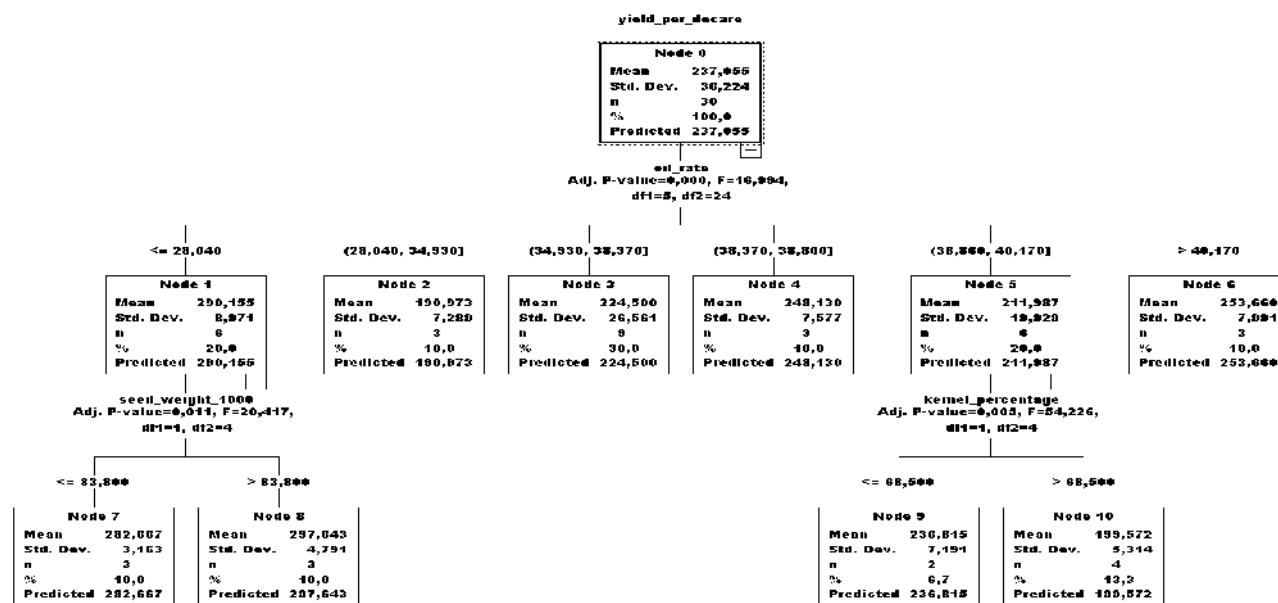 yield_per_decare
Node 0
Mean 237,055
Std. Dev. 36,224
n 30
% 100,0
Predicted 237,055
oil_rate
Adj. P-value=0,000, F=16,994,
df1=5, df2=24
<= 28,040 (28,040, 34,930] (34,930, 38,370] (38,370, 38,800] (38,800, 40,170] > 40,170
Node 1
Mean 290,155
Std. Dev. 8,971
n 6
% 20,0
Predicted 290,155
Node 2
Mean 190,973
Std. Dev. 7,289
n 3
% 10,0
Predicted 190,973
Node 3
Mean 224,500
Std. Dev. 26,561
n 9
% 30,0
Predicted 224,500
Node 4
Mean 248,130
Std. Dev. 7,577
n 3
% 10,0
Predicted 248,130
Node 5
Mean 211,987
Std. Dev.
n 6
% 20,0
Predicted 211,987
Node 6
Mean 253,660
Std. Dev. 7,091
n 3
% 10,0
Predicted 253,660
seed_weight_1000
Adj. P-value=0,011, F=20,417,
df1=1, df2=4
kernel_percentage
Adj. P-value=0,005, F=54,226,
df1=1, df2=4
<= 83,800 > 83,800 <= 68,500 > 68,500
Node 7
Mean 282,667
Std. Dev. 3,163
n 3
% 10,0
Predicted 282,667
Node 8
Mean 297,643
Std. Dev. 4,791
n 3
% 10,0
Predicted 297,643
Node 9
Mean 236,815
Std. Dev. 7,191
n 2
% 6,7
Predicted 236,815
Node 10
Mean 199,572
Std. Dev. 5,314
n 4
% 13,3
Predicted 199,572